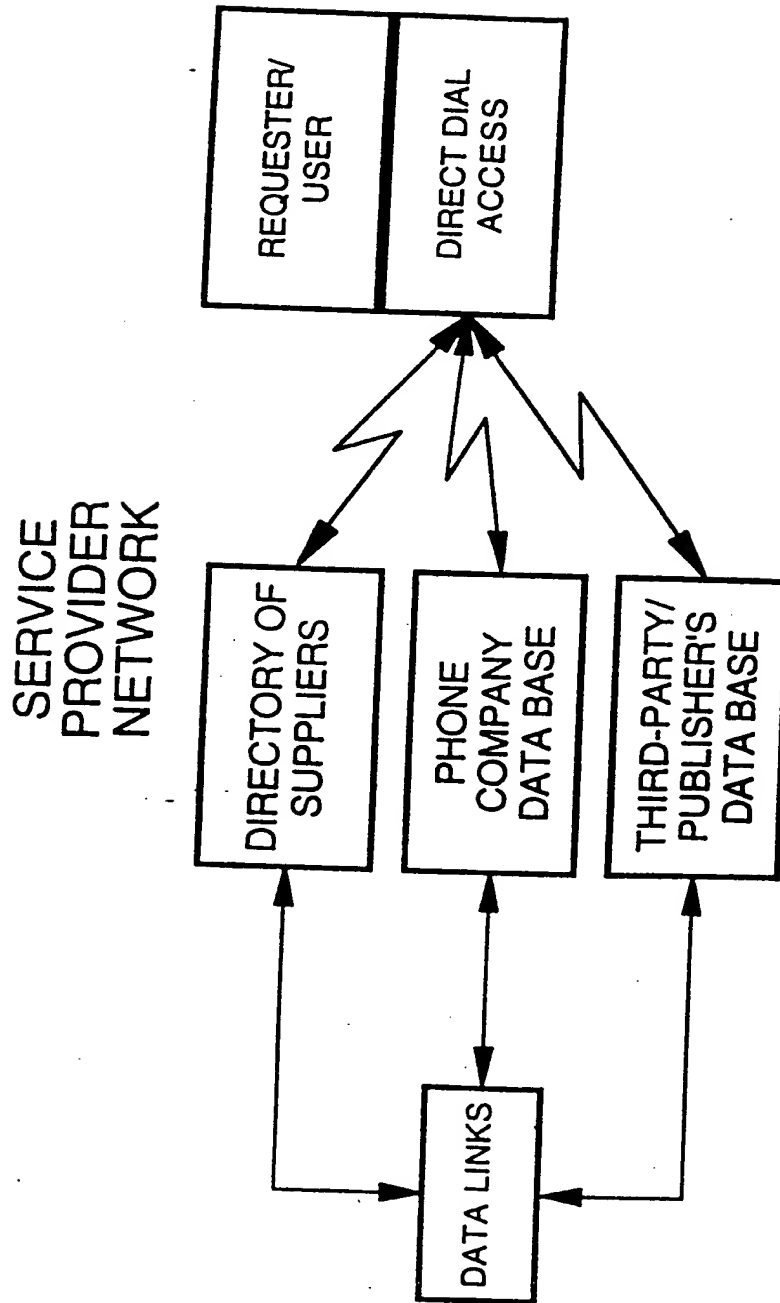 SERVICE
PROVIDER
NETWORK
DATA LINKS
DIRECTORY OF
SUPPLIERS
PHONE
COMPANY
DATA BASE
THIRD-PARTY/
PUBLISHER'S
DATA BASE
REQUESTER/
USER
DIRECT DIAL
ACCESS